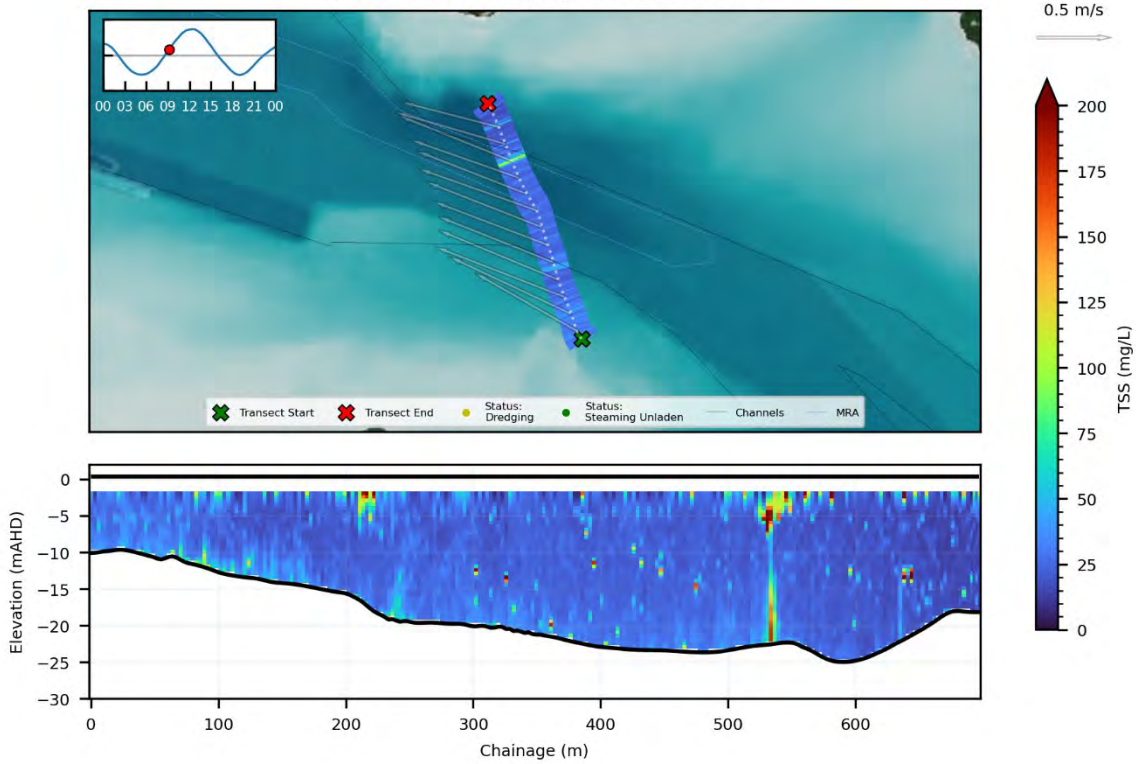 0.5 m/s
00 03 06 09 12 15 18 21 00
Transect Start
Transect End
Status:
Dredging
Status:
Steaming Unladen
Channels
MRA
200
175
150
125
100
75
50
25
0
TSS (mg/L)
0
−5
−10
−15
−20
−25
−30
Elevation (mAHD)
0 100 200 300 400 500 600
Chainage (m)